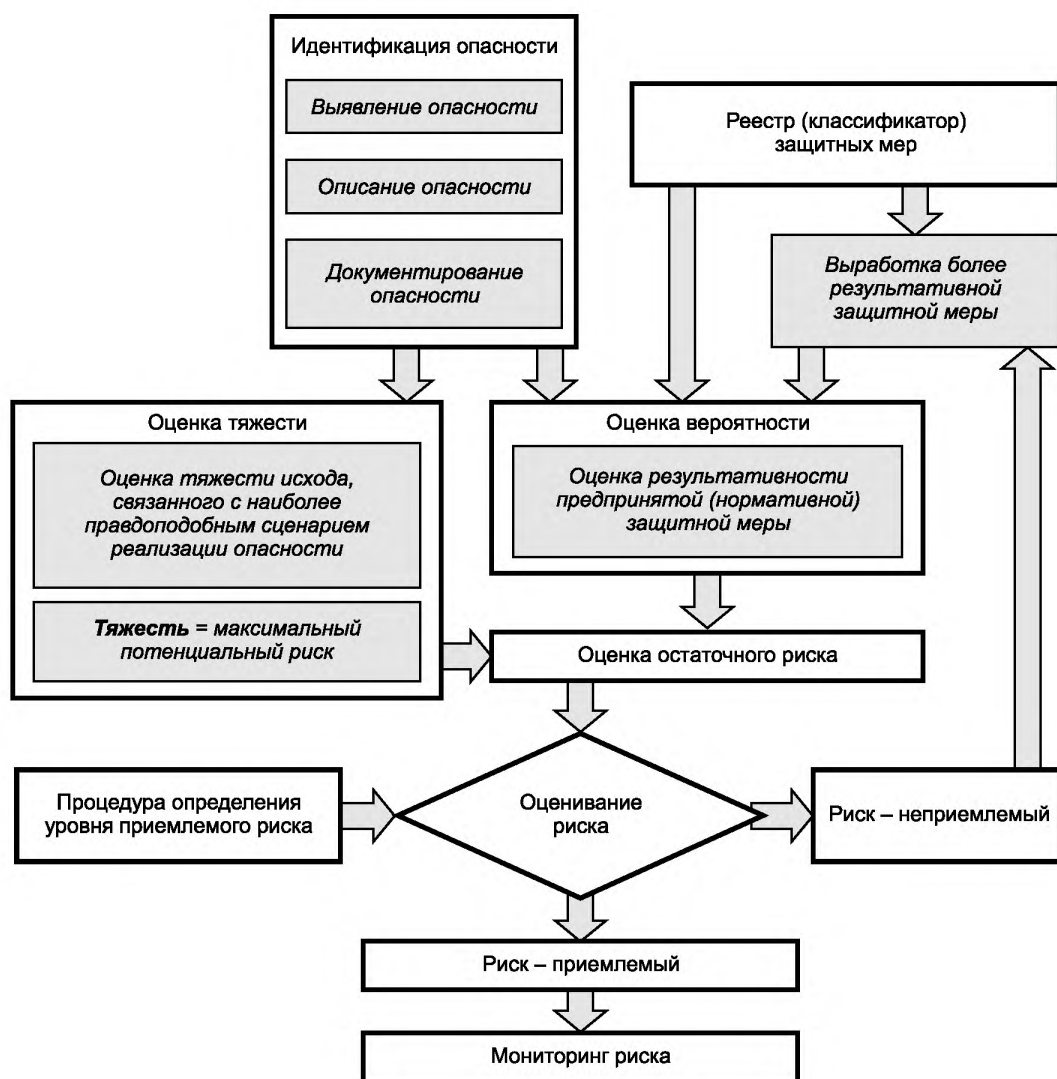 Идентификация опасности
Выявление опасности
Описание опасности
Документирование
опасности
Реестр (классификатор)
защитных мер
Выработка более
результативной
защитной меры
Оценка тяжести
Оценка тяжести исхода,
связанного с наиболее
правдоподобным сценарием
реализации опасности
Тяжесть = максимальный
потенциальный риск
Оценка вероятности
Оценка результативности
предпринятой (нормативной)
защитной меры
Оценка остаточного риска
Процедура определения
уровня приемлемого риска
Оценивание
риска
Риск – неприемлемый
Риск – приемлемый
Мониторинг риска